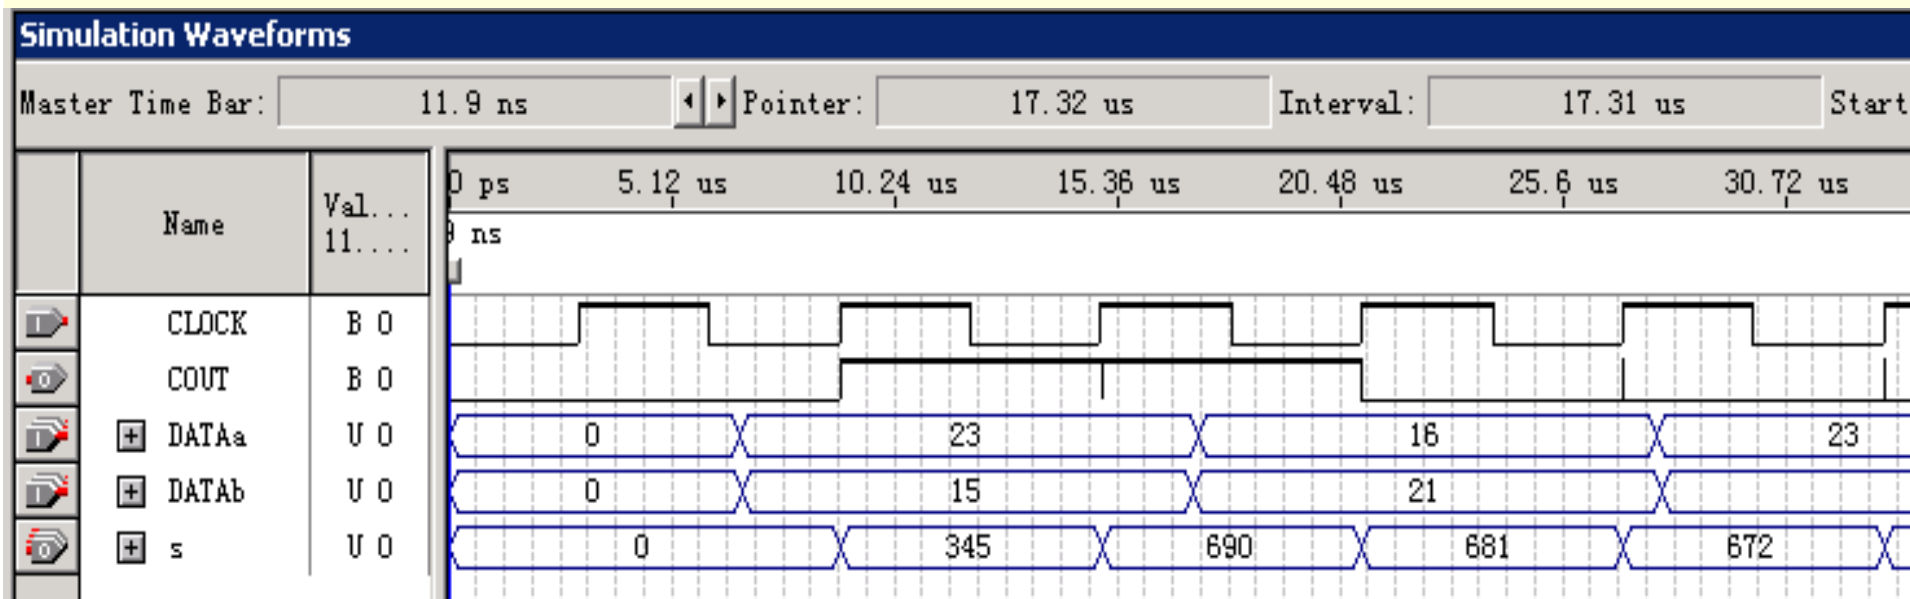 Simulation Waveforms
Master Time Bar: 11.9 ns Pointer: 17.32 us Interval: 17.31 us Start
Name Val... 11.... 0 ps 5.12 us 10.24 us 15.36 us 20.48 us 25.6 us 30.72 us
ns
CLOCK B 0
COUT B 0
DATAa U 0 0 23 16 23
DATAb U 0 0 15 21
s U 0 0 345 690 681 672